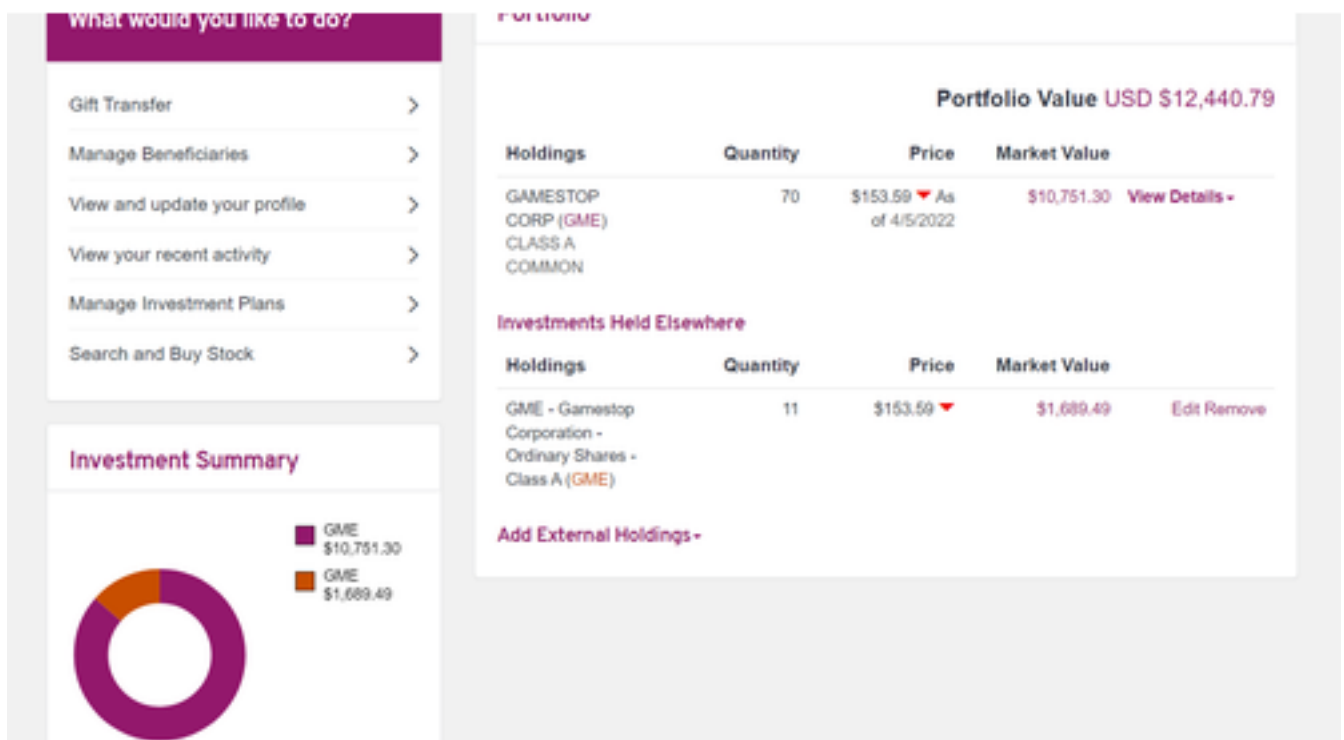 What would you like to do?
Gift Transfer
Manage Beneficiaries
View and update your profile
View your recent activity
Manage Investment Plans
Search and Buy Stock
Investment Summary
GME
$10,751.30
GME
$1,689.49
Portfolio
Portfolio Value USD $12,440.79
Holdings Quantity Price Market Value
GAMESTOP 70 $153.59 As $10,751.30 View Details
CORP (GME) of 4/5/2022
CLASS A
COMMON
Investments Held Elsewhere
Holdings Quantity Price Market Value
GME - Gamestop 11 $153.59 $1,689.49 Edit Remove
Corporation -
Ordinary Shares -
Class A (GME)
Add External Holdings